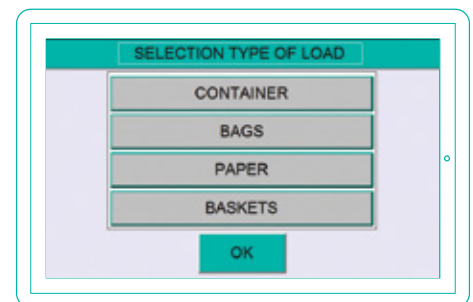 SELECTION TYPE OF LOAD
CONTAINER
BAGS
PAPER
BASKETS
OK